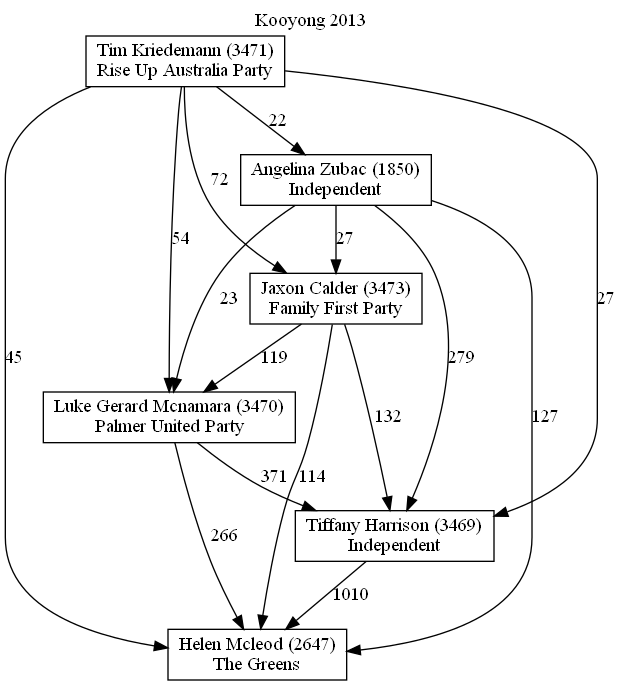 Kooyong 2013
Tim Kriedemann (3471)
Rise Up Australia Party
22
Angelina Zubac (1850)
Independent
72
54
27
23
27
Jaxon Calder (3473)
Family First Party
45
119
279
Luke Gerard Mcnamara (3470)
Palmer United Party
132
127
371
114
Tiffany Harrison (3469)
Independent
266
1010
Helen Mcleod (2647)
The Greens